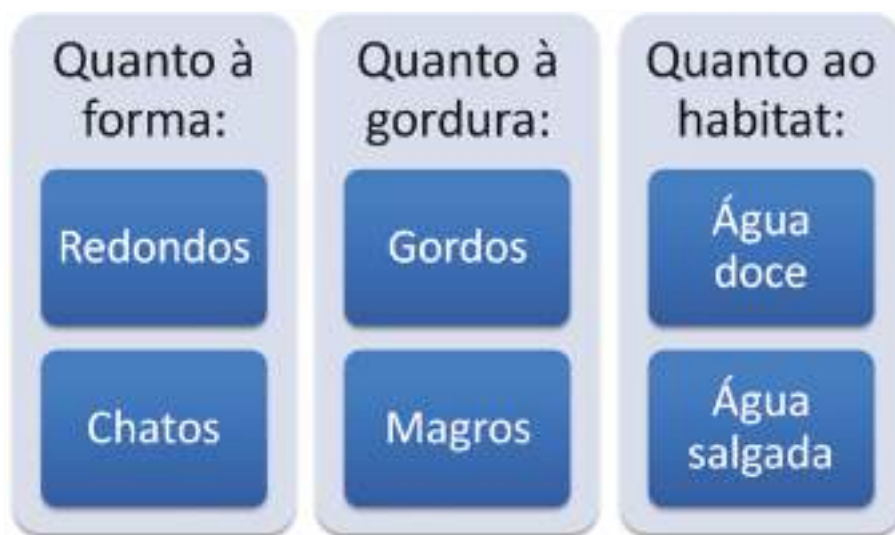 Quanto à
forma:
Redondos
Chatos
Quanto à
gordura:
Gordos
Magros
Quanto ao
habitat:
Água
doce
Água
salgada